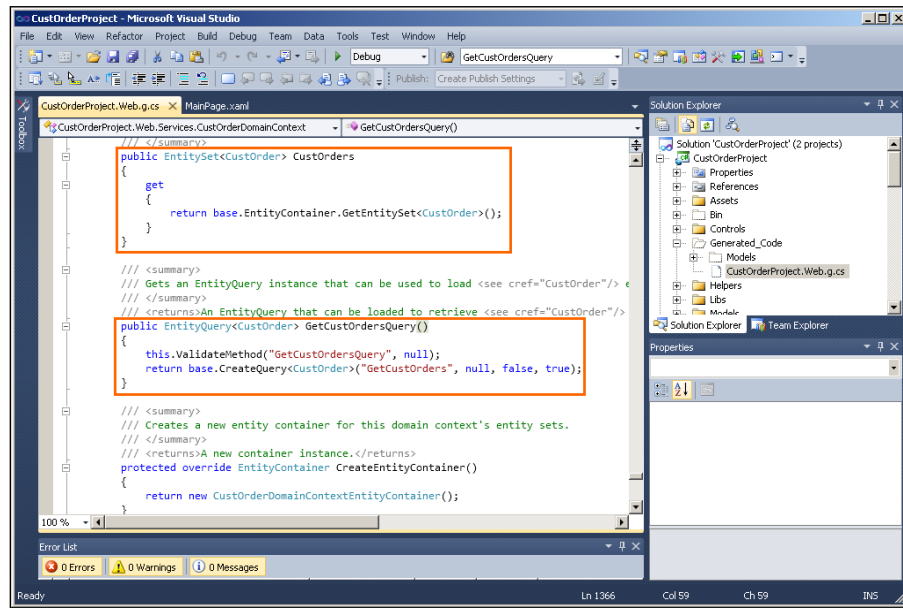 CustOrderProject - Microsoft Visual Studio
File Edit View Refactor Project Build Debug Team Data Tools Test Window Help
Debug GetCustOrdersQuery
Publish: Create Publish Settings
Toolbox
CustOrderProject.Web.g.cs MainPage.xaml
CustOrderProject.Web.Services.CustOrderDomainContext GetCustOrdersQuery()
/// </summary>
public EntitySet<CustOrder> CustOrders
{
get
{
return base.EntityContainer.GetEntitySet<CustOrder>();
}
}
/// <summary>
/// Gets an EntityQuery instance that can be used to load <see cref="CustOrder"/> e
/// </summary>
/// <returns>An EntityQuery that can be loaded to retrieve <see cref="CustOrder"/>
public EntityQuery<CustOrder> GetCustOrdersQuery()
{
this.ValidateMethod("GetCustOrdersQuery", null);
return base.CreateQuery<CustOrder>("GetCustOrders", null, false, true);
}
/// <summary>
/// Creates a new entity container for this domain context's entity sets.
/// </summary>
/// <returns>A new container instance.</returns>
protected override EntityContainer CreateEntityContainer()
{
return new CustOrderDomainContextEntityContainer();
}
100 %
Solution Explorer
Solution 'CustOrderProject' (2 projects)
CustOrderProject
Properties
References
Assets
Bin
Controls
Generated_Code
Models
CustOrderProject.Web.g.cs
Helpers
Libs
Models
Solution Explorer Team Explorer
Properties
Error List
0 Errors 0 Warnings 0 Messages
Ready Ln 1366 Col 59 Ch 59 INS